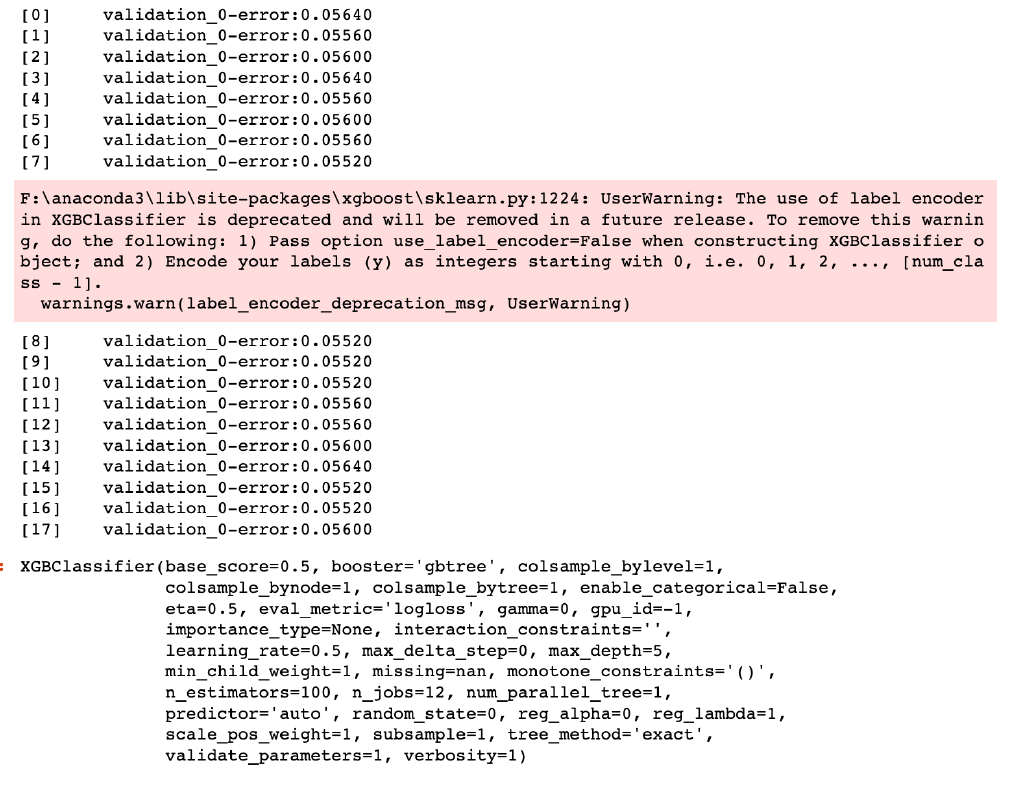 [0] validation_0-error:0.05640
[1] validation_0-error:0.05560
[2] validation_0-error:0.05600
[3] validation_0-error:0.05640
[4] validation_0-error:0.05560
[5] validation_0-error:0.05600
[6] validation_0-error:0.05560
[7] validation_0-error:0.05520
F:\anaconda3\lib\site-packages\xgboost\sklearn.py:1224: UserWarning: The use of label encoder
in XGBClassifier is deprecated and will be removed in a future release. To remove this warnin
g, do the following: 1) Pass option use_label_encoder=False when constructing XGBClassifier o
bject; and 2) Encode your labels (y) as integers starting with 0, i.e. 0, 1, 2, ..., [num_cla
ss - 1].
warnings.warn(label_encoder_deprecation_msg, UserWarning)
[8] validation_0-error:0.05520
[9] validation_0-error:0.05520
[10] validation_0-error:0.05520
[11] validation_0-error:0.05560
[12] validation_0-error:0.05560
[13] validation_0-error:0.05600
[14] validation_0-error:0.05640
[15] validation_0-error:0.05520
[16] validation_0-error:0.05520
[17] validation_0-error:0.05600
: XGBClassifier(base_score=0.5, booster='gbtree', colsample_bylevel=1,
colsample_bynode=1, colsample_bytree=1, enable_categorical=False,
eta=0.5, eval_metric='logloss', gamma=0, gpu_id=-1,
importance_type=None, interaction_constraints='',
learning_rate=0.5, max_delta_step=0, max_depth=5,
min_child_weight=1, missing=nan, monotone_constraints='()',
n_estimators=100, n_jobs=12, num_parallel_tree=1,
predictor='auto', random_state=0, reg_alpha=0, reg_lambda=1,
scale_pos_weight=1, subsample=1, tree_method='exact',
validate_parameters=1, verbosity=1)